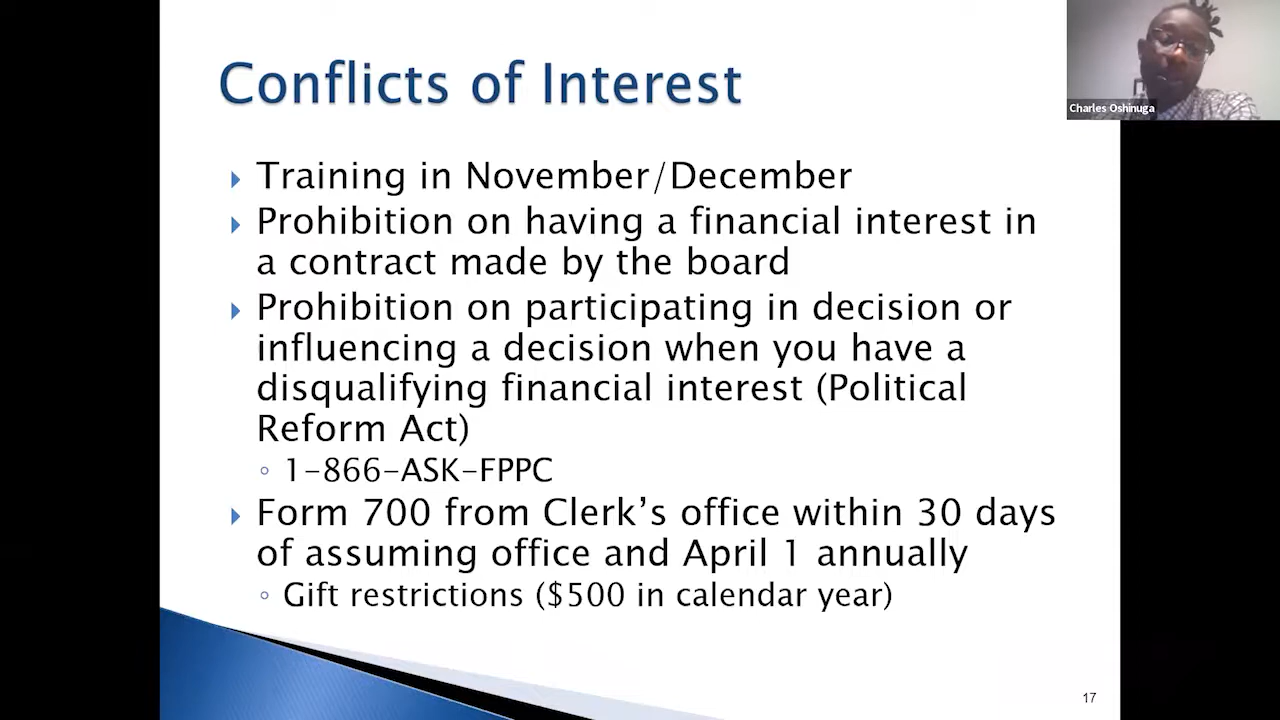 Conflicts of Interest
Charles Oshinuga
Training in November/December
Prohibition on having a financial interest in
a contract made by the board
Prohibition on participating in decision or
influencing a decision when you have a
disqualifying financial interest (Political
Reform Act)
1-866-ASK-FPPC
Form 700 from Clerk's office within 30 days
of assuming office and April 1 annually
Gift restrictions ($500 in calendar year)
17